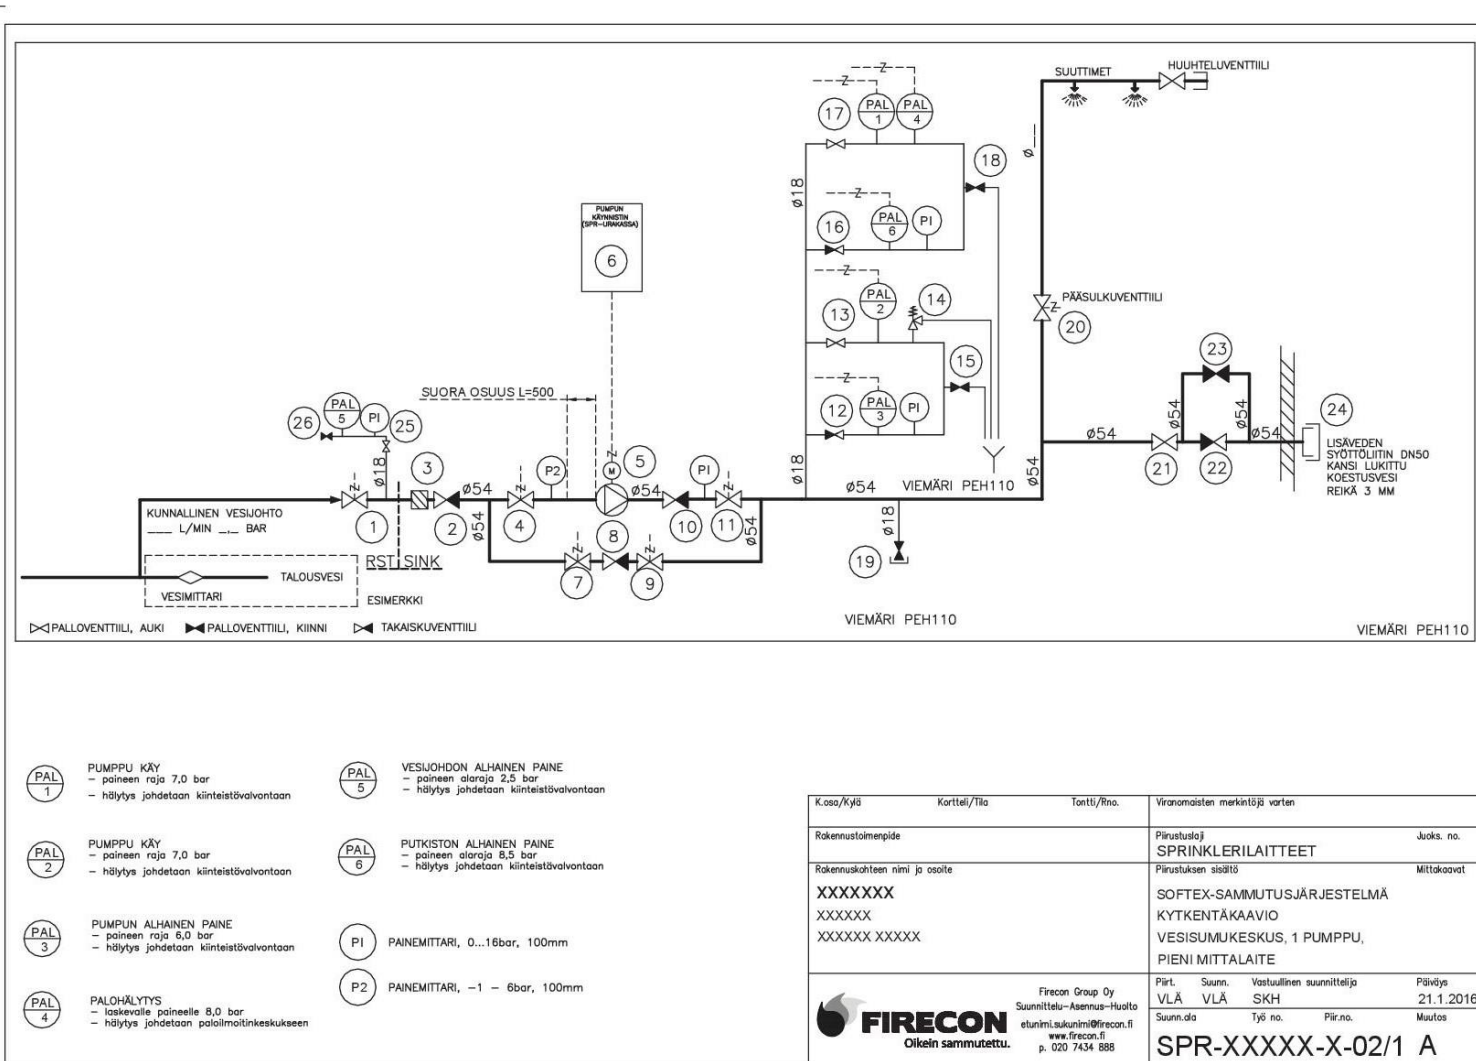 SUUTTIMET
HUUHTELUVENTTIILI
17
PAL
1
PAL
4
18
Ø18
Ø__
PUMPUN
KÄYNNISTIN
(SPR-URAKASSA)
6
16
PAL
6
PI
13
PAL
2
14
PÄÄSULKUVENTTIILI
20
15
23
SUORA OSUUS L=500
12
PAL
3
PI
26
PAL
5
PI
25
Ø54
Ø54
24
Ø54
Ø54
LISÄVEDEN
SYÖTTÖLIITIN DN50
KANSI LUKITTU
KOESTUSVESI
REIKÄ 3 MM
21
22
Ø18
3
Ø54
P2
M
5
Ø54
PI
Ø18
Ø54
VIEMÄRI PEH110
Ø54
KUNNALLINEN VESIJOHTO
___ L/MIN _._ BAR
1
2
Ø54
4
8
10
11
Ø54
Ø18
RST SINK
7
9
19
TALOUSVESI
VESIMITTARI
ESIMERKKI
VIEMÄRI PEH110
PALLOVENTTIILI, AUKI
PALLOVENTTIILI, KIINNI
TAKAISKUVENTTIILI
VIEMÄRI PEH110
PAL
1
PUMPPU KÄY
– paineen raja 7,0 bar
– hälytys johdetaan kiinteistövalvontaan
PAL
2
PUMPPU KÄY
– paineen raja 7,0 bar
– hälytys johdetaan kiinteistövalvontaan
PAL
3
PUMPUN ALHAINEN PAINE
– paineen raja 6,0 bar
– hälytys johdetaan kiinteistövalvontaan
PAL
4
PALOHÄLYTYS
– laskevalle paineelle 8,0 bar
– hälytys johdetaan paloilmoitinkeskukseen
PAL
5
VESIJOHDON ALHAINEN PAINE
– paineen alaraja 2,5 bar
– hälytys johdetaan kiinteistövalvontaan
PAL
6
PUTKISTON ALHAINEN PAINE
– paineen alaraja 8,5 bar
– hälytys johdetaan kiinteistövalvontaan
PI
PAINEMITTARI, 0...16bar, 100mm
P2
PAINEMITTARI, –1 – 6bar, 100mm
K.osa/Kylä
Kortteli/Tila
Tontti/Rno.
Viranomaisten merkintöjä varten
Rakennustoimenpide
Piirustuslaji
Juoks. no.
SPRINKLERILAITTEET
Rakennuskohteen nimi ja osoite
Piirustuksen sisältö
Mittakaavat
XXXXXXX
XXXXXX
XXXXXX XXXXX
SOFTEX-SAMMUTUSJÄRJESTELMÄ
KYTKENTÄKAAVIO
VESISUMUKESKUS, 1 PUMPPU,
PIENI MITTALAITE
FIRECON
Oikein sammutettu.
Firecon Group Oy
Suunnittelu–Asennus–Huolto
etunimi.sukunimi@firecon.fi
www.firecon.fi
p. 020 7434 888
Piirt.
Suunn.
Vastuullinen suunnittelija
Päiväys
VLÄ
VLÄ
SKH
21.1.2016
Suunn.ala
Työ no.
Piir.no.
Muutos
SPR-XXXXX-X-02/1 A